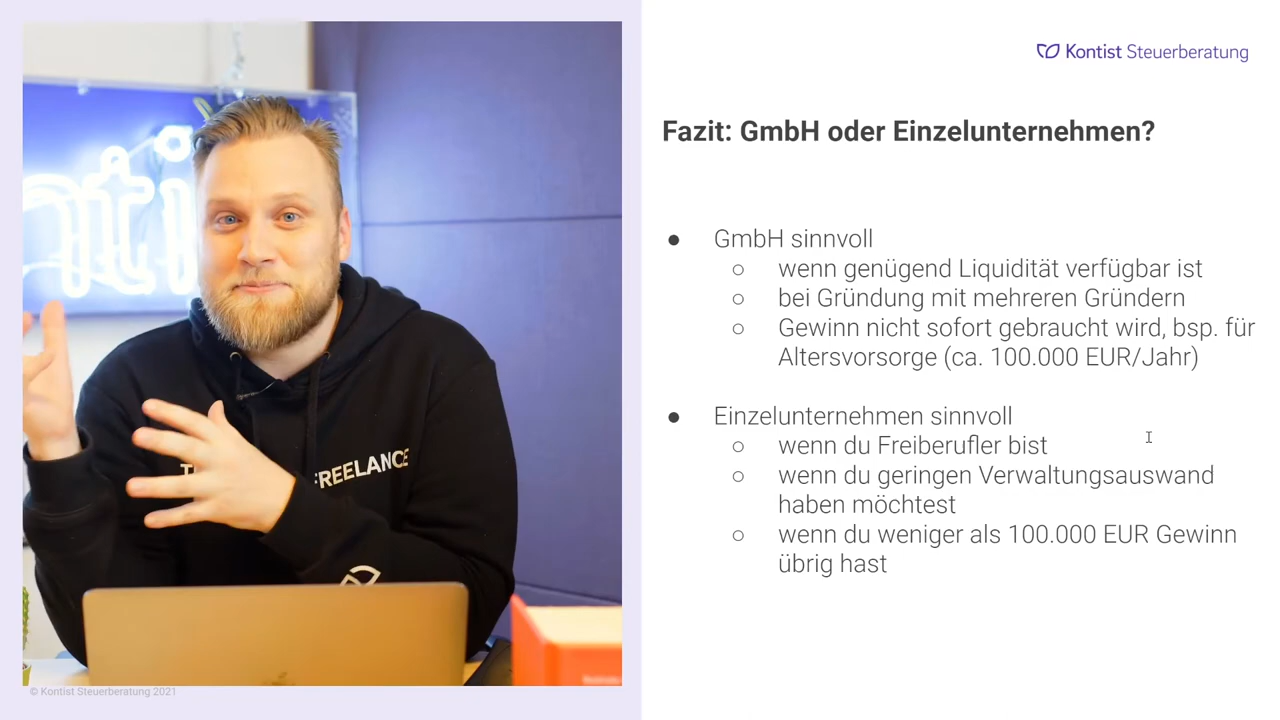 Kontist Steuerberatung
Fazit: GmbH oder Einzelunternehmen?
● GmbH sinnvoll
○ wenn genügend Liquidität verfügbar ist
○ bei Gründung mit mehreren Gründern
○ Gewinn nicht sofort gebraucht wird, bsp. für
Altersvorsorge (ca. 100.000 EUR/Jahr)
● Einzelunternehmen sinnvoll
○ wenn du Freiberufler bist
○ wenn du geringen Verwaltungsauswand
haben möchtest
○ wenn du weniger als 100.000 EUR Gewinn
übrig hast
nti
FREELANCE
© Kontist Steuerberatung 2021